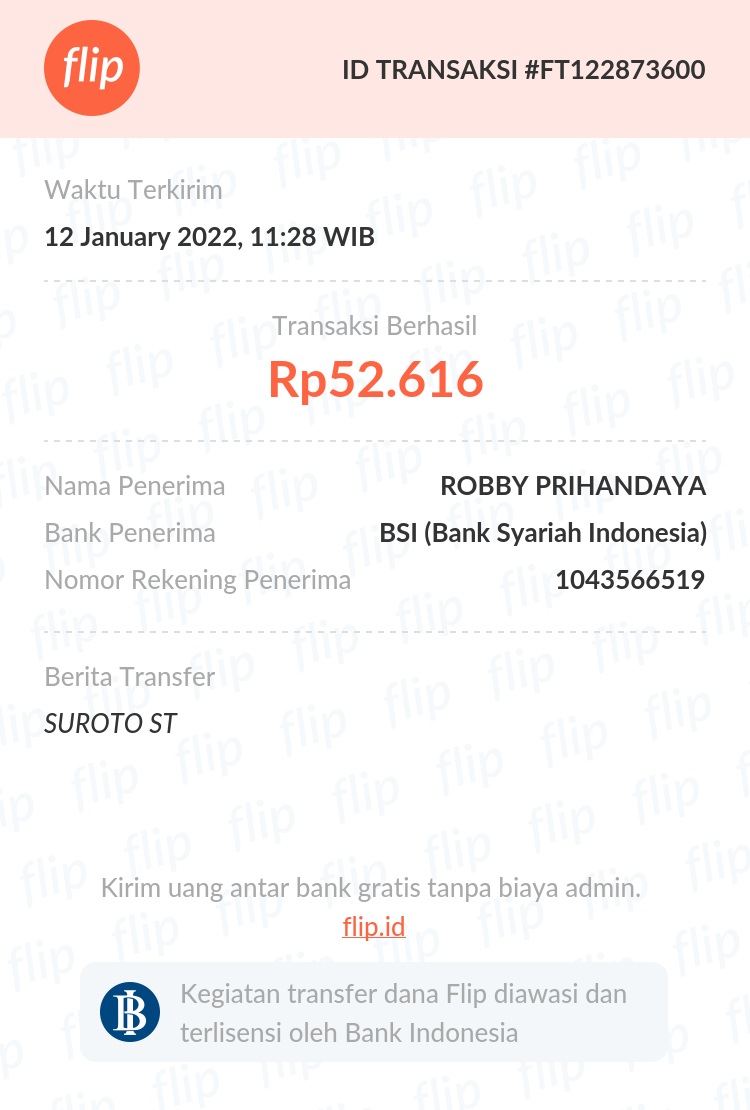 flip
ID TRANSAKSI #FT122873600
Waktu Terkirim
12 January 2022, 11:28 WIB
Transaksi Berhasil
Rp52.616
Nama Penerima ROBBY PRIHANDAYA
Bank Penerima BSI (Bank Syariah Indonesia)
Nomor Rekening Penerima 1043566519
Berita Transfer
SUROTO ST
Kirim uang antar bank gratis tanpa biaya admin.
flip.id
Kegiatan transfer dana Flip diawasi dan
terlisensi oleh Bank Indonesia